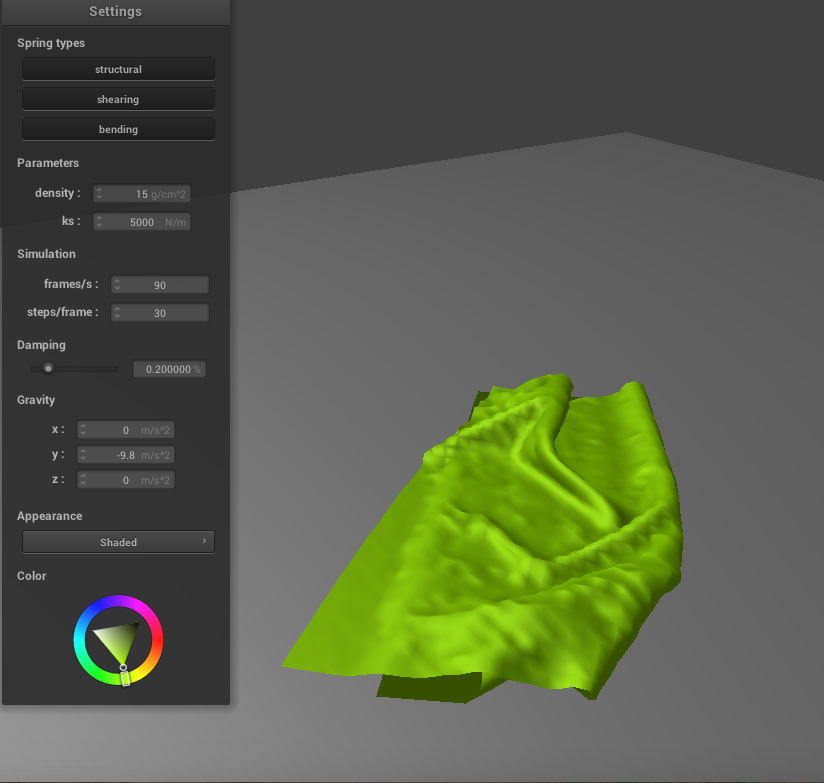 Settings
Spring types
structural
shearing
bending
Parameters
density : 15 g/cm^2
ks : 5000 N/m
Simulation
frames/s : 90
steps/frame : 30
Damping
0.200000 %
Gravity
x : 0 m/s^2
y : -9.8 m/s^2
z : 0 m/s^2
Appearance
Shaded
Color